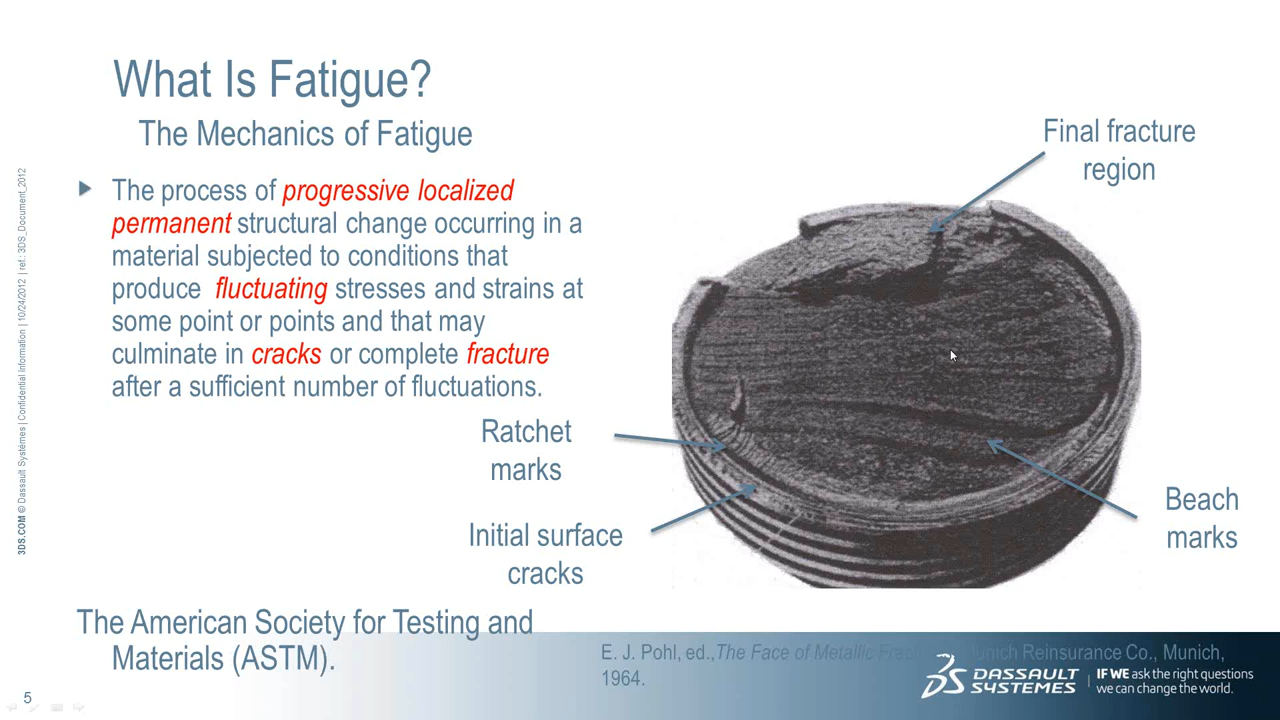 What Is Fatigue?
The Mechanics of Fatigue
The process of progressive localized
permanent structural change occurring in a
material subjected to conditions that
produce fluctuating stresses and strains at
some point or points and that may
culminate in cracks or complete fracture
after a sufficient number of fluctuations.
Final fracture
region
Ratchet
marks
Initial surface
cracks
Beach
marks
The American Society for Testing and
Materials (ASTM).
E. J. Pohl, ed.,The Face of Metallic Reinsurance Co., Munich,
1964.
DASSAULT
SYSTEMES
IF WE ask the right questions
we can change the world.
3DS.COM © Dassault Systèmes | Confidential Information | 10/24/2012 | ref.: 3DS_Document_2012
5